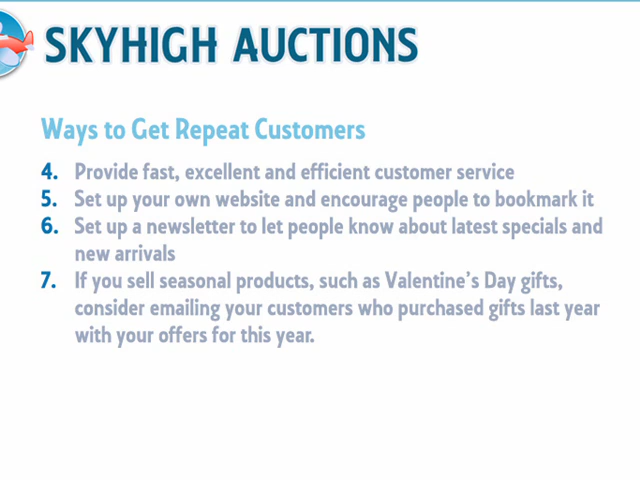 SKYHIGH AUCTIONS
Ways to Get Repeat Customers
4. Provide fast, excellent and efficient customer service
5. Set up your own website and encourage people to bookmark it
6. Set up a newsletter to let people know about latest specials and
new arrivals
7. If you sell seasonal products, such as Valentine's Day gifts,
consider emailing your customers who purchased gifts last year
with your offers for this year.